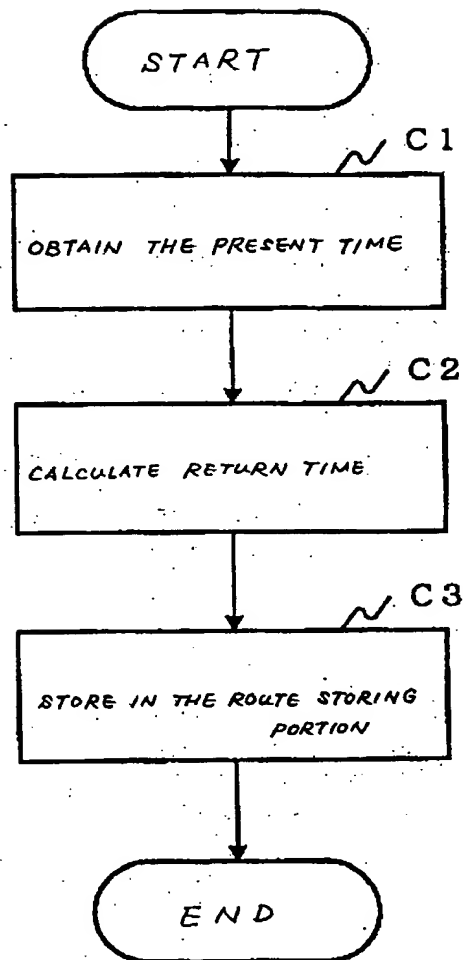 START
C1
OBTAIN THE PRESENT TIME
C2
CALCULATE RETURN TIME
C3
STORE IN THE ROUTE STORING
PORTION
END